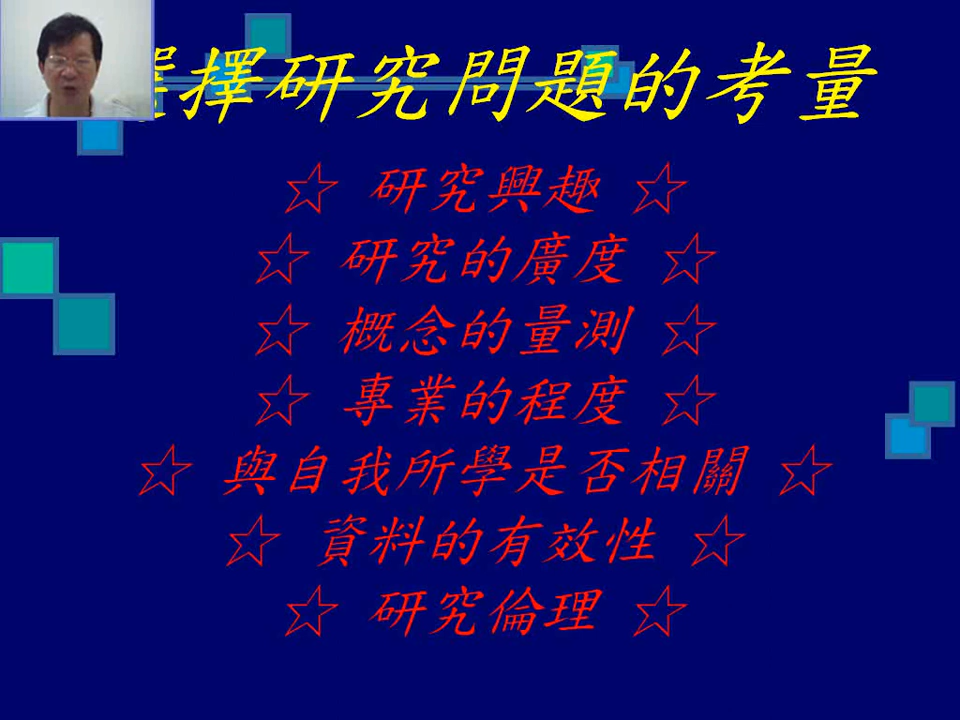 選擇研究問題的考量
☆ 研究興趣 ☆
☆ 研究的廣度 ☆
☆ 概念的量測 ☆
☆ 專業的程度 ☆
☆ 與自我所學是否相關 ☆
☆ 資料的有效性 ☆
☆ 研究倫理 ☆